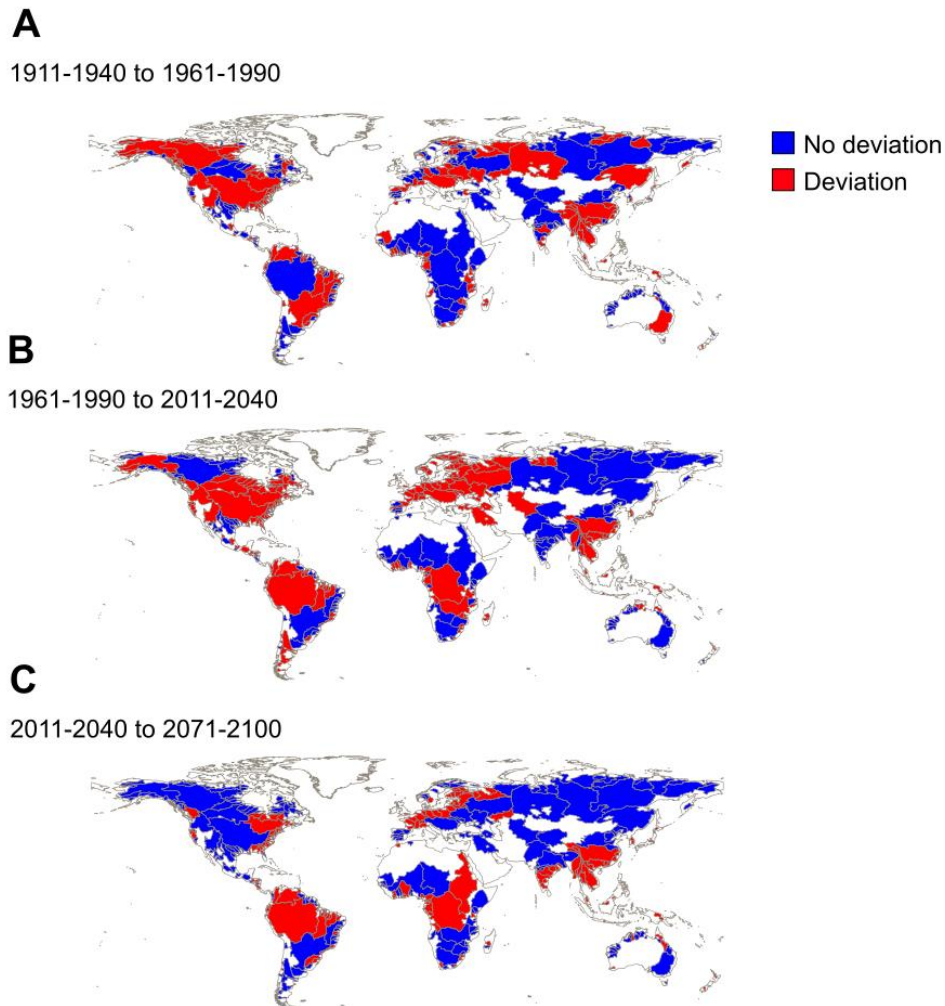 A
1911-1940 to 1961-1990
No deviation
Deviation
B
1961-1990 to 2011-2040
C
2011-2040 to 2071-2100